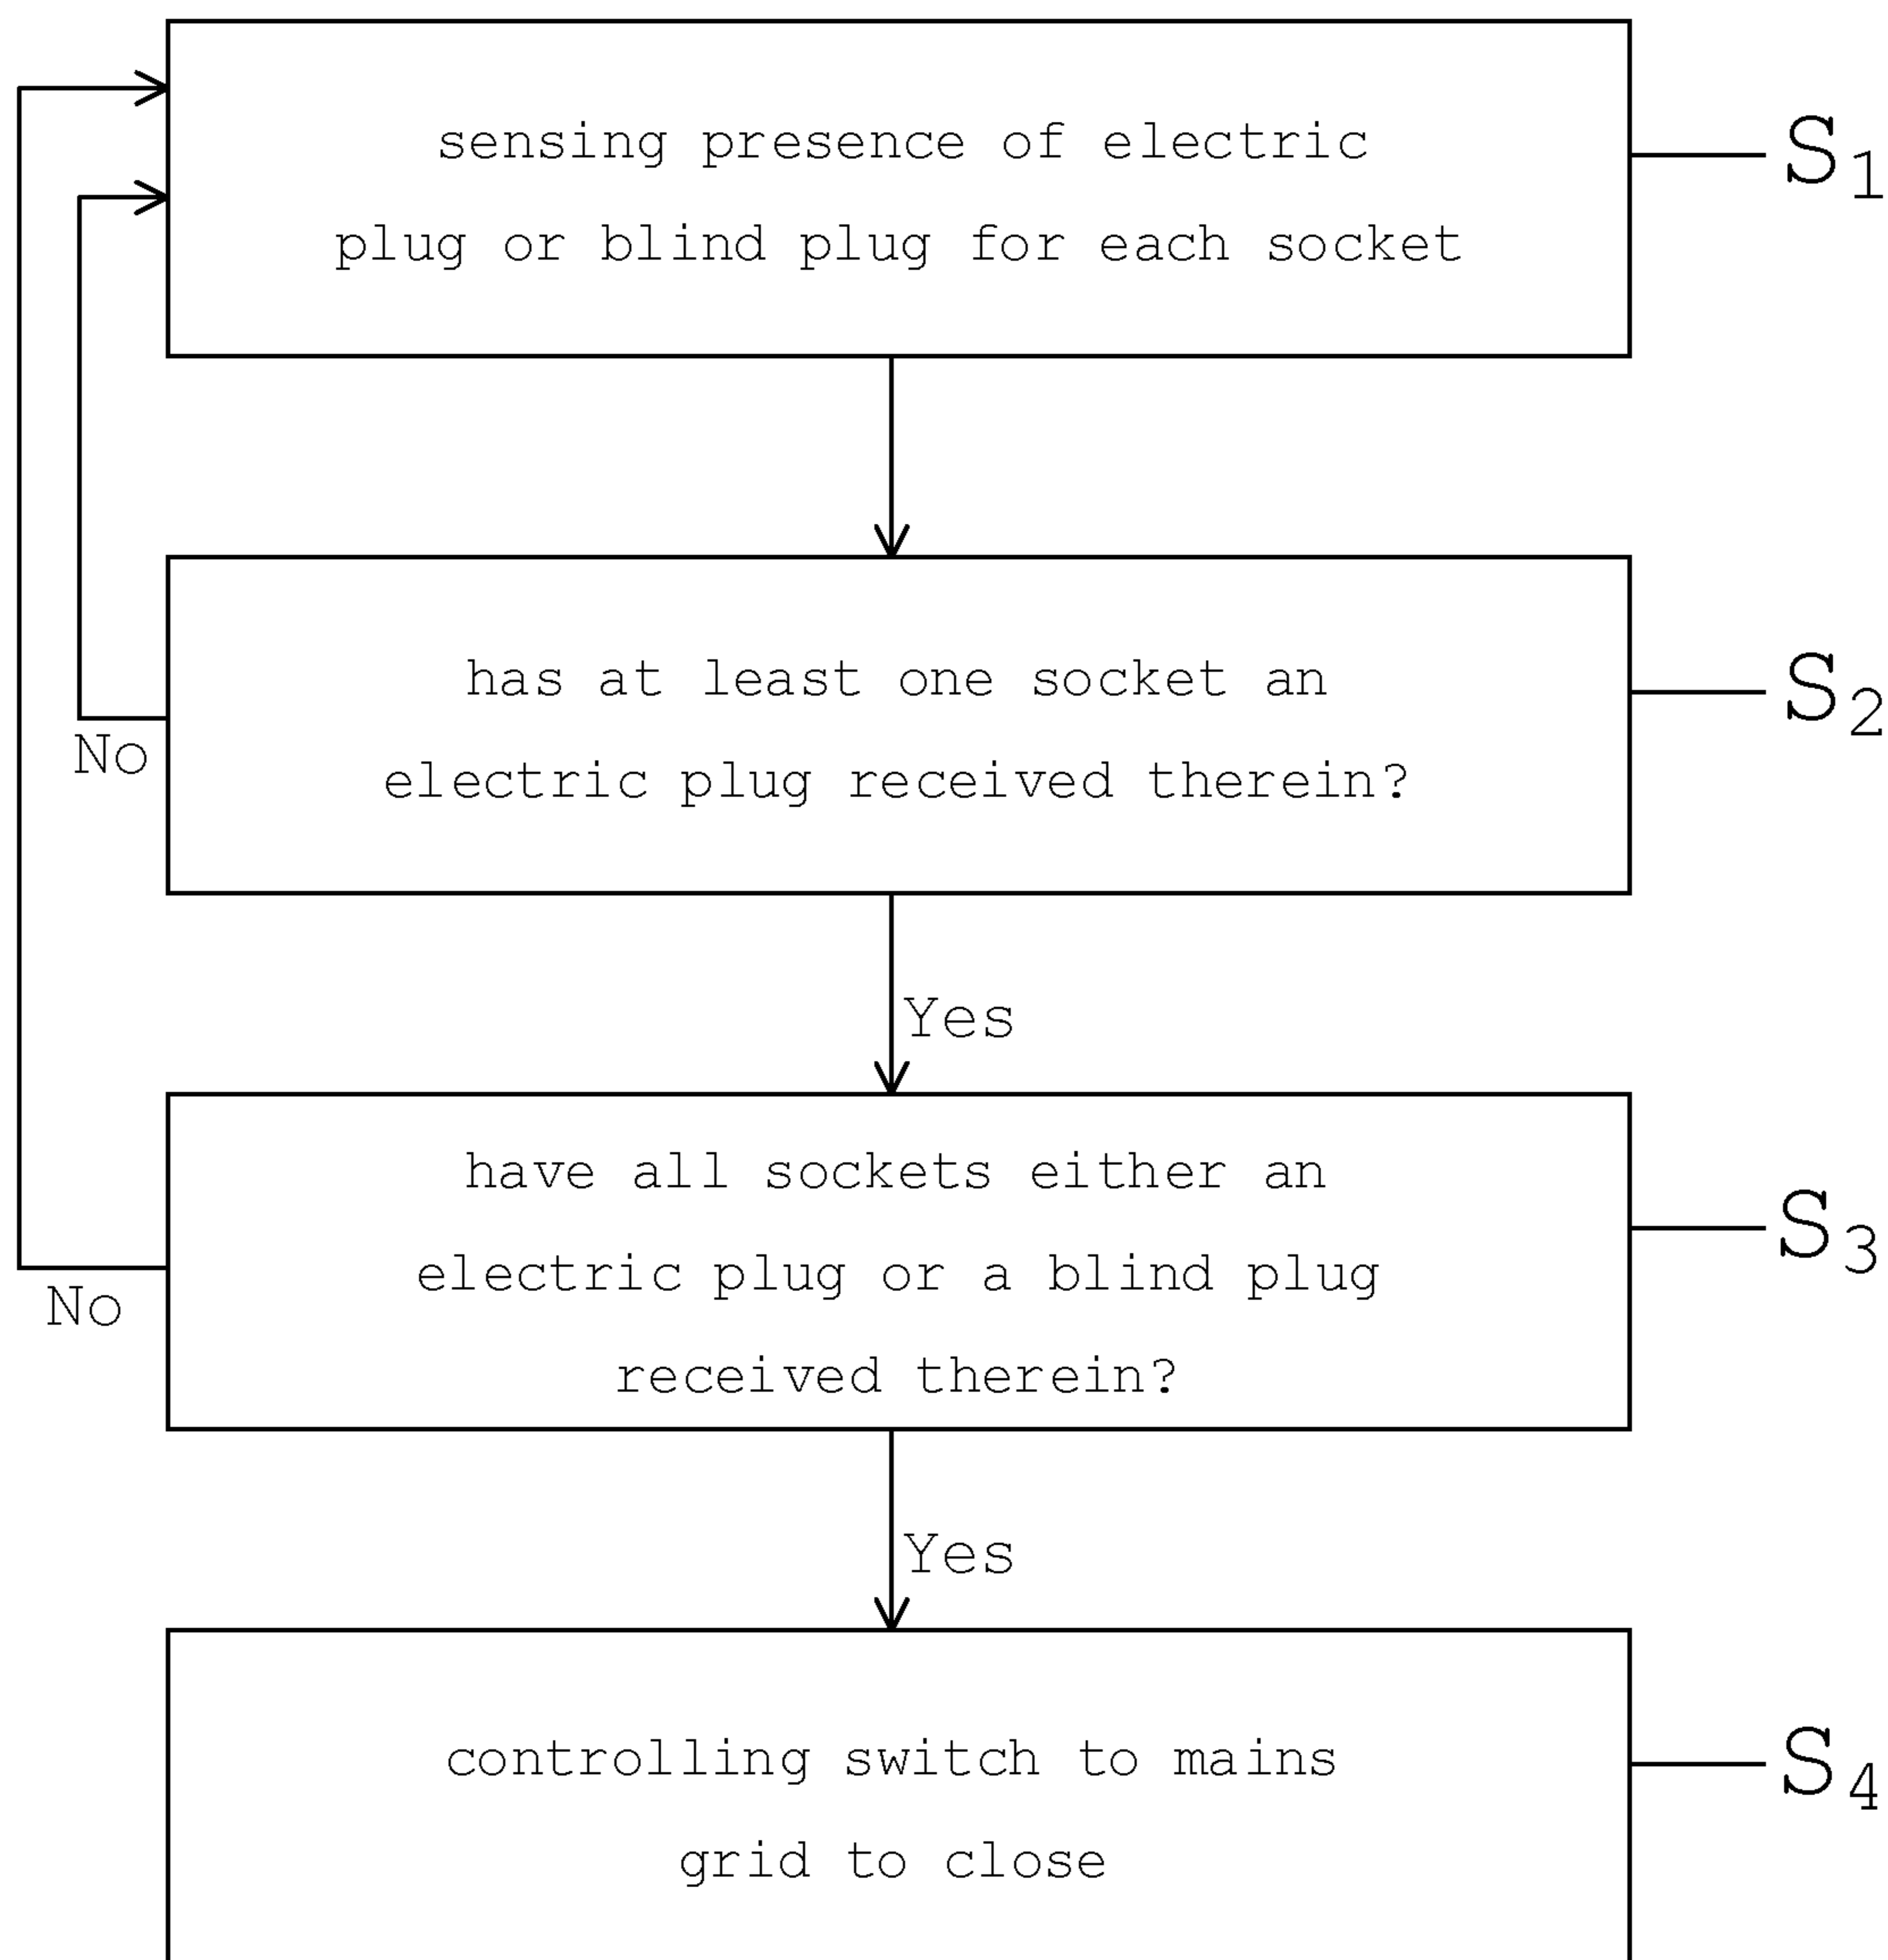 sensing presence of electric
plug or blind plug for each socket
S1
has at least one socket an
electric plug received therein?
S2
No
Yes
have all sockets either an
electric plug or a blind plug
received therein?
S3
No
Yes
controlling switch to mains
grid to close
S4